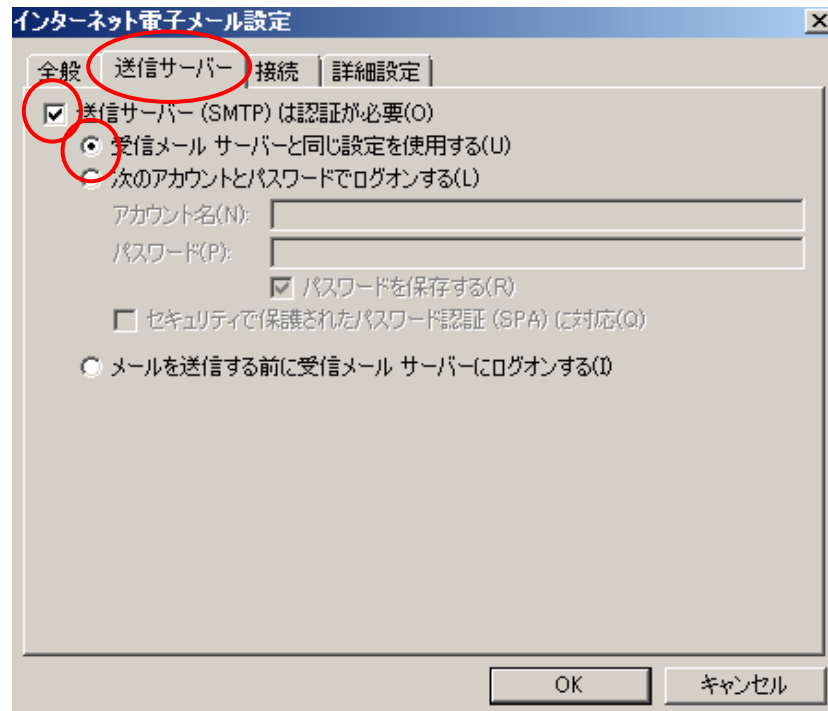 インターネット電子メール設定
全般 送信サーバー 接続 詳細設定
送信サーバー (SMTP) は認証が必要(O)
受信メール サーバーと同じ設定を使用する(U)
次のアカウントとパスワードでログオンする(L)
アカウント名(N):
パスワード(P):
パスワードを保存する(R)
セキュリティで保護されたパスワード認証 (SPA) に対応(Q)
メールを送信する前に受信メール サーバーにログオンする(I)
OK キャンセル